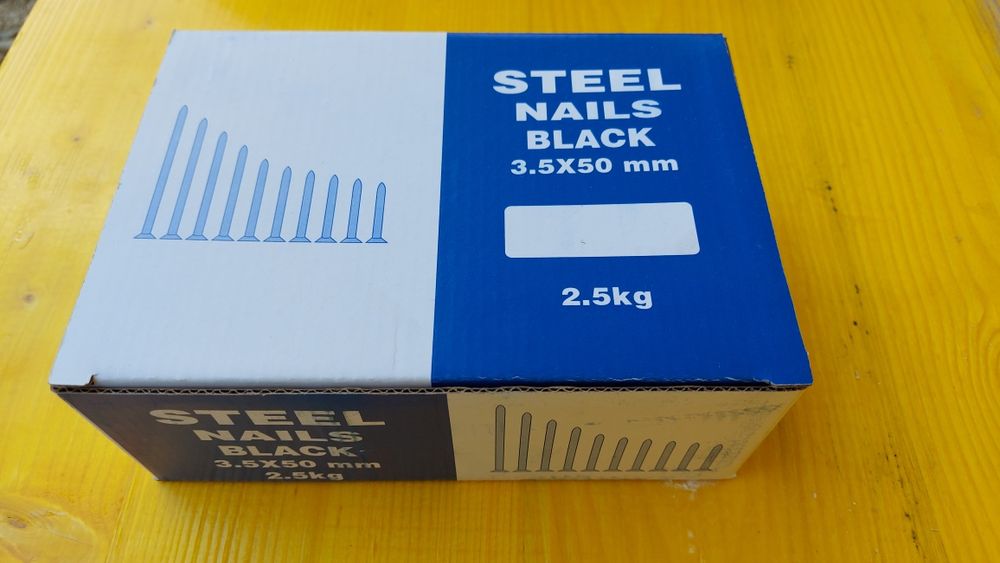 STEEL
NAILS
BLACK
3.5X50 mm
2.5kg
STEEL
NAILS
BLACK
3.5X50 mm
2.5kg